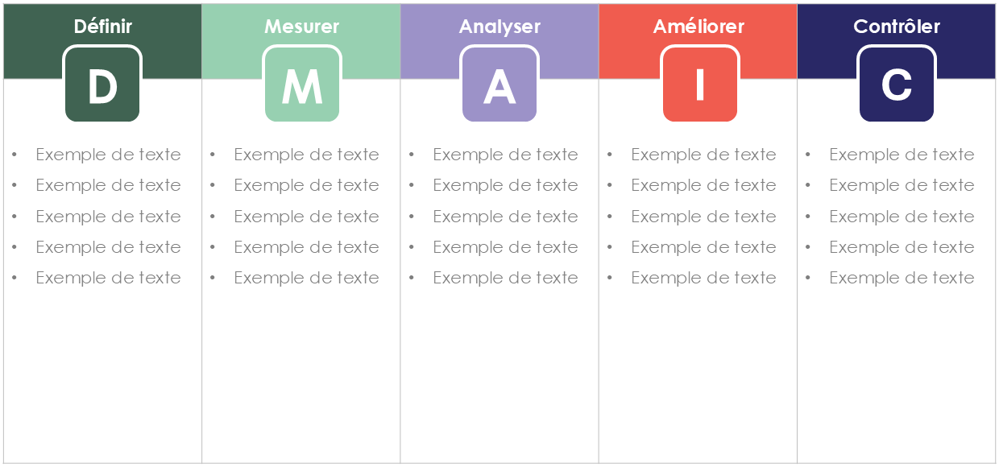 Définir
D
• Exemple de texte
• Exemple de texte
• Exemple de texte
• Exemple de texte
• Exemple de texte
Mesurer
M
• Exemple de texte
• Exemple de texte
• Exemple de texte
• Exemple de texte
• Exemple de texte
Analyser
A
• Exemple de texte
• Exemple de texte
• Exemple de texte
• Exemple de texte
• Exemple de texte
Améliorer
I
• Exemple de texte
• Exemple de texte
• Exemple de texte
• Exemple de texte
• Exemple de texte
Contrôler
C
• Exemple de texte
• Exemple de texte
• Exemple de texte
• Exemple de texte
• Exemple de texte